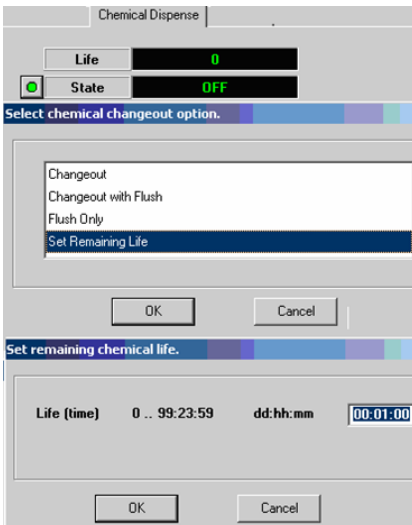 Chemical Dispense
Life 0
State OFF
Select chemical changeout option.
Changeout
Changeout with Flush
Flush Only
Set Remaining Life
OK Cancel
Set remaining chemical life.
Life (time) 0 .. 99:23:59 dd:hh:mm 00:01:00
OK Cancel